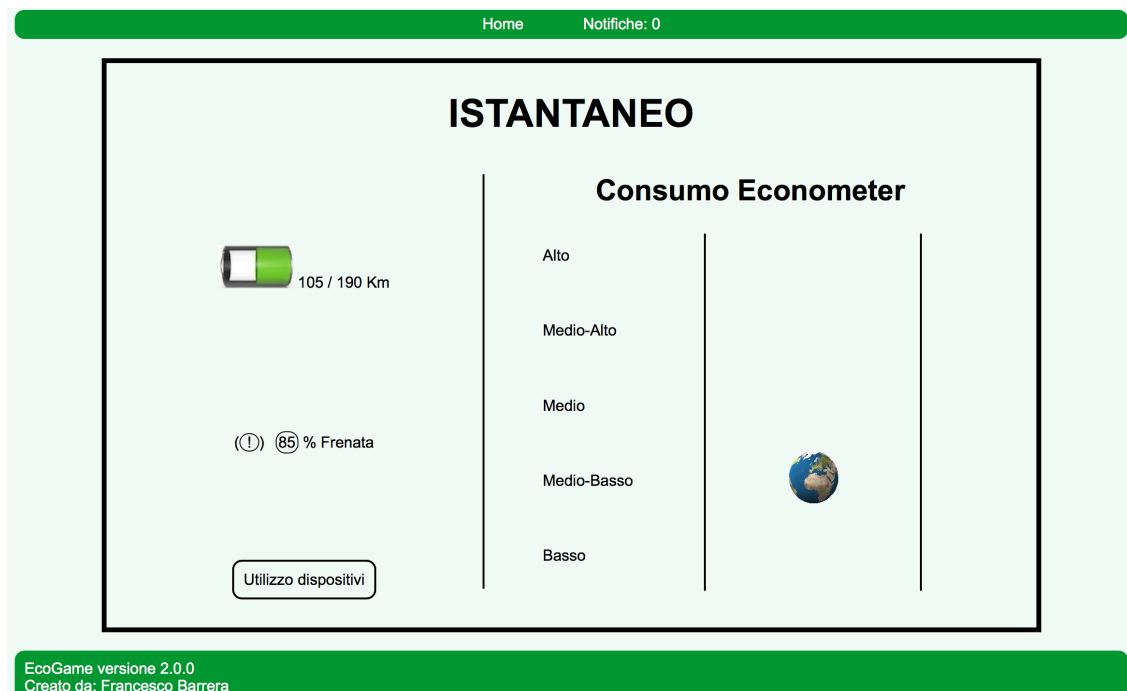 Home Notifiche: 0
ISTANTANEO
Consumo Econometer
105 / 190 Km
(!) 85 % Frenata
Utilizzo dispositivi
Alto
Medio-Alto
Medio
Medio-Basso
Basso
EcoGame versione 2.0.0
Creato da: Francesco Barrera